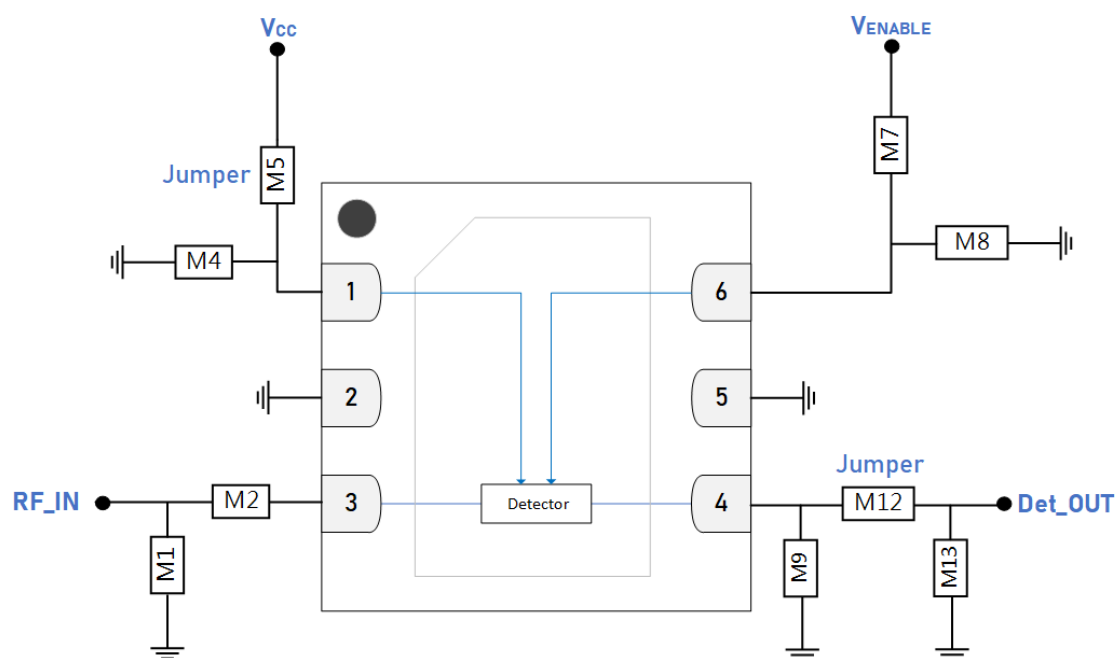 Vcc
VENABLE
Jumper
M5
M7
M4
M8
1
6
2
5
Jumper
RF_IN
M2
3
Detector
4
M12
Det_OUT
M1
M9
M13